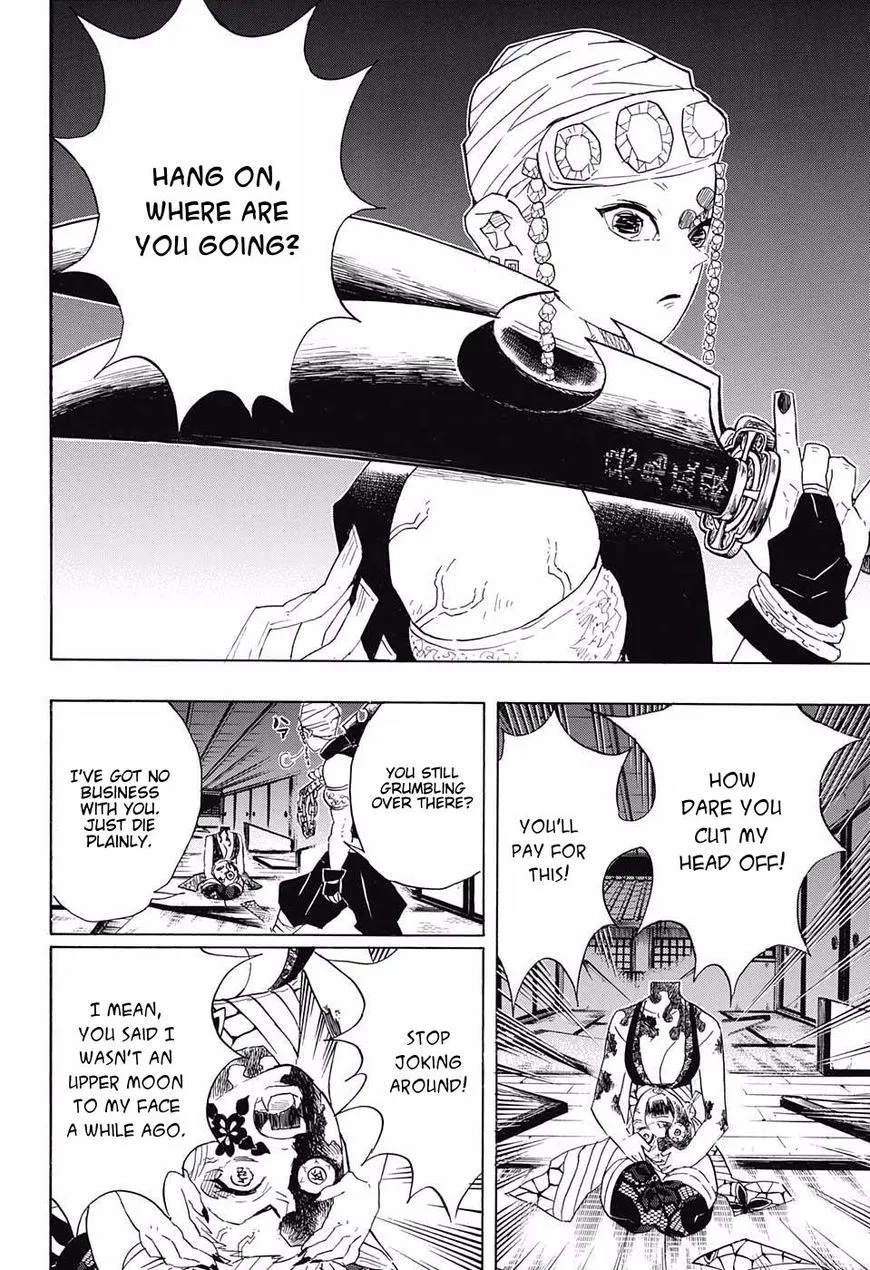 HANG ON,
WHERE ARE
YOU GOING?
HOW
DARE YOU
CUT MY
HEAD OFF!
YOU'LL
PAY FOR
THIS!
YOU STILL
GRUMBLING
OVER THERE?
I'VE GOT NO
BUSINESS
WITH YOU.
JUST DIE
PLAINLY.
STOP
JOKING
AROUND!
I MEAN,
YOU SAID I
WASN'T AN
UPPER MOON
TO MY FACE
A WHILE AGO.